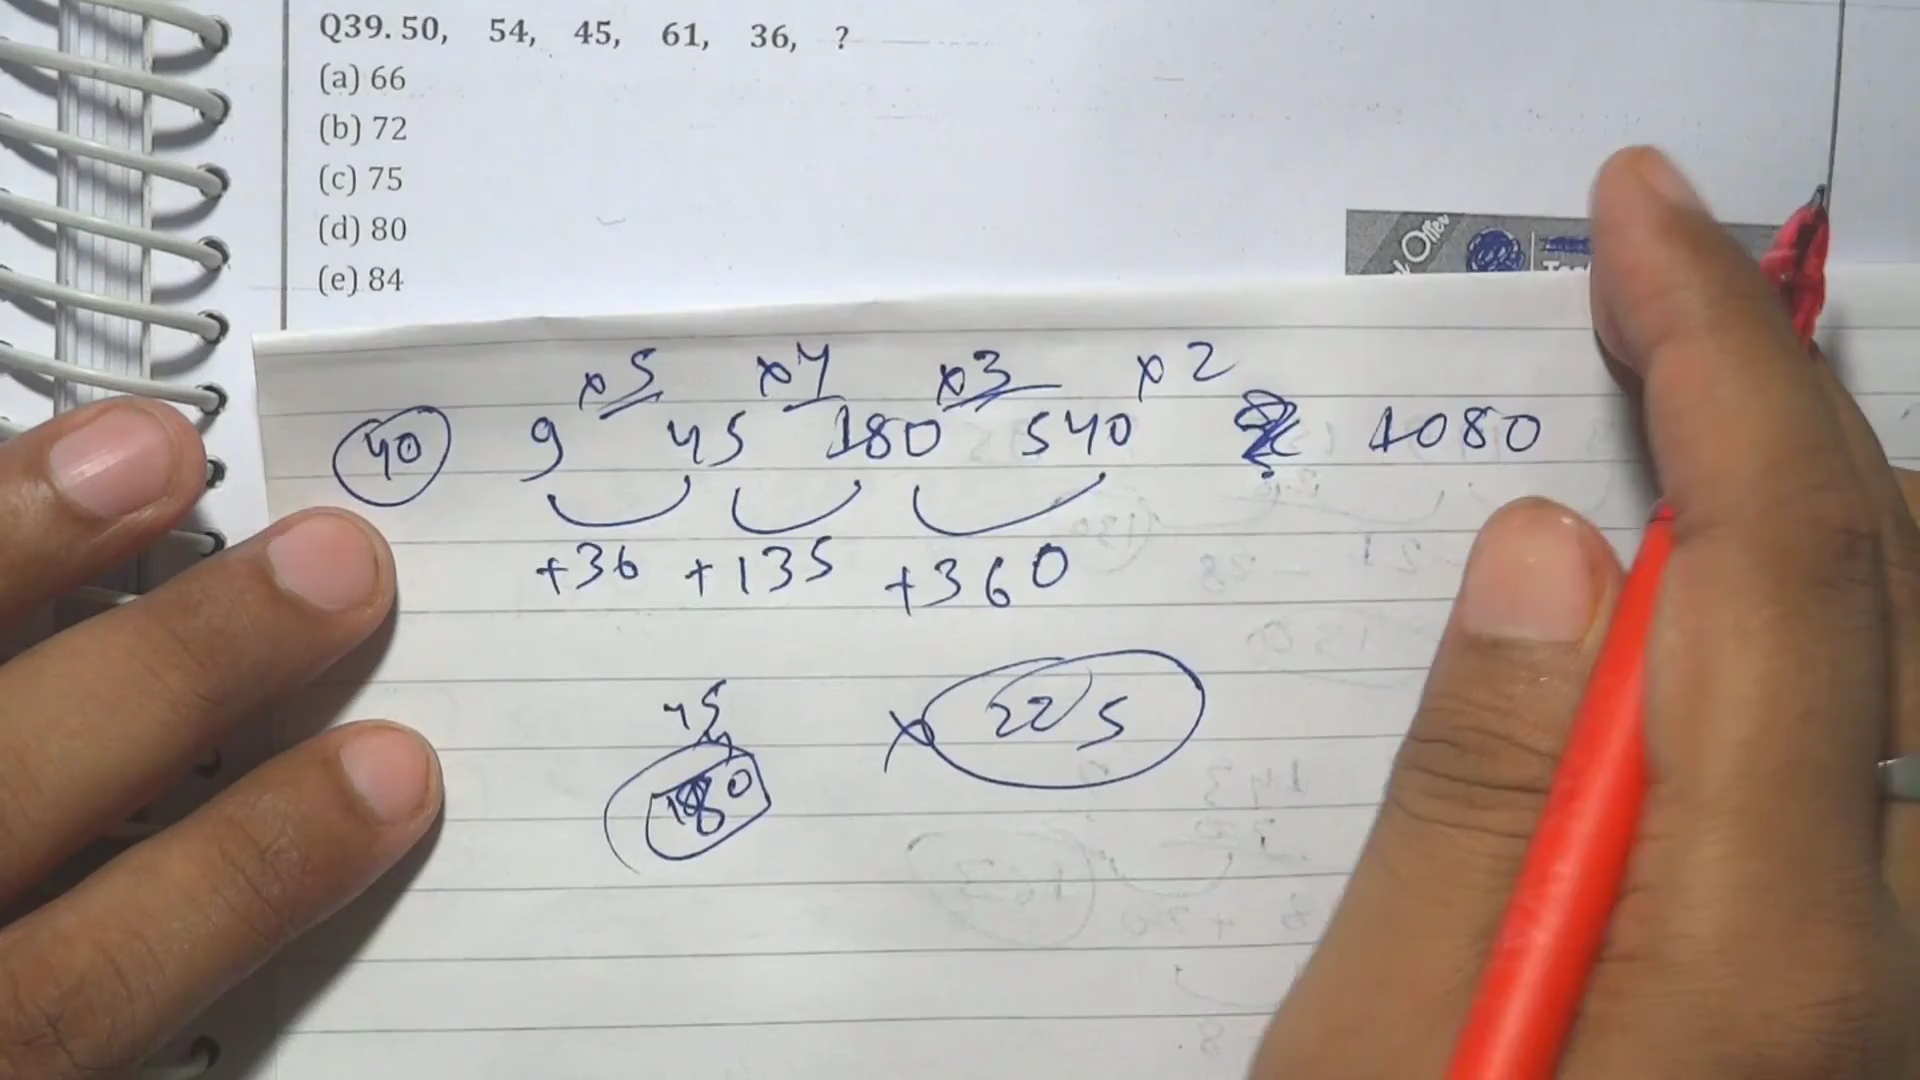 Q39. 50, 54, 45, 61, 36, ?
(a) 66
(b) 72
(c) 75
(d) 80
(e) 84
Offer
×5 ×4 ×3 ×2
40 9 45 180 540 1080
+36 +135 +360
45
180
× 225